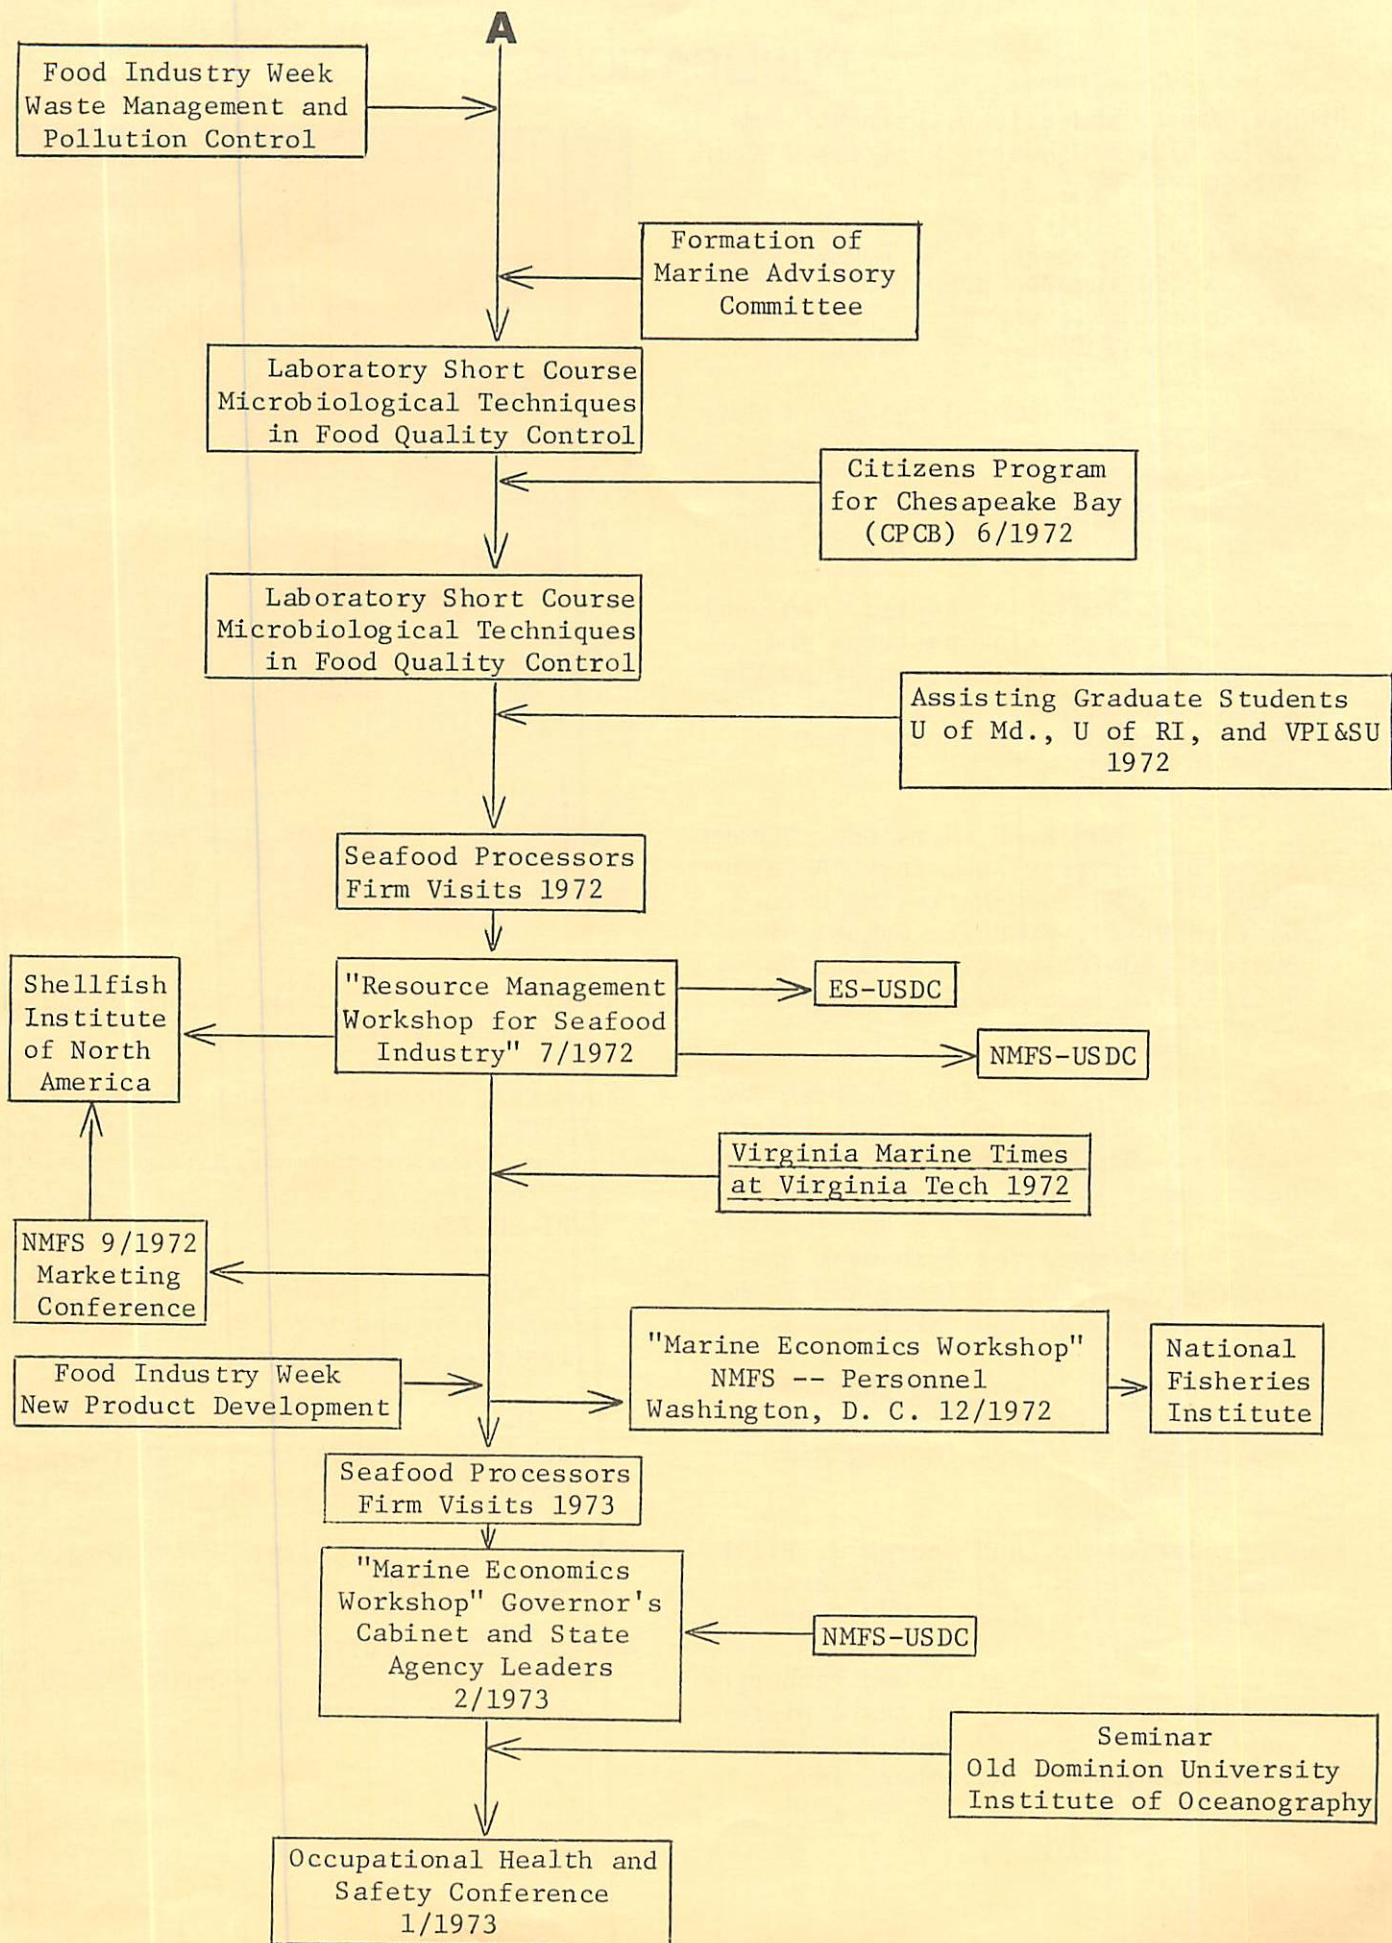 A
Food Industry Week
Waste Management and
Pollution Control
Formation of
Marine Advisory
Committee
Laboratory Short Course
Microbiological Techniques
in Food Quality Control
Citizens Program
for Chesapeake Bay
(CPCB) 6/1972
Laboratory Short Course
Microbiological Techniques
in Food Quality Control
Assisting Graduate Students
U of Md., U of RI, and VPI&SU
1972
Seafood Processors
Firm Visits 1972
Shellfish
Institute
of North
America
"Resource Management
Workshop for Seafood
Industry" 7/1972
ES-USDC
NMFS-USDC
Virginia Marine Times
at Virginia Tech 1972
NMFS 9/1972
Marketing
Conference
Food Industry Week
New Product Development
"Marine Economics Workshop"
NMFS -- Personnel
Washington, D. C. 12/1972
National
Fisheries
Institute
Seafood Processors
Firm Visits 1973
"Marine Economics
Workshop" Governor's
Cabinet and State
Agency Leaders
2/1973
NMFS-USDC
Seminar
Old Dominion University
Institute of Oceanography
Occupational Health and
Safety Conference
1/1973